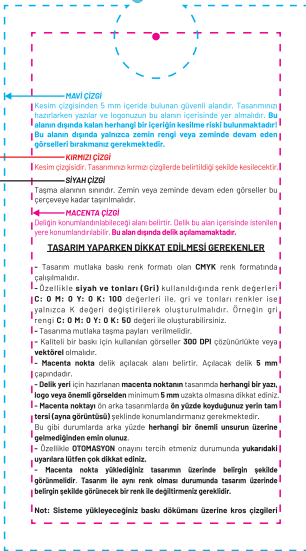 MAVİ ÇİZGİ
Kesim çizgisinden 5 mm içeride bulunan güvenli alandır. Tasarımınızı
hazırlarken yazılar ve logonuzun bu alanın içerisinde yer almalıdır. Bu
alanın dışında kalan herhangi bir içeriğin kesilme riski bulunmaktadır!
Bu alanın dışında yalnızca zemin rengi veya zeminde devam eden
görselleri bırakmanız gerekmektedir.
KIRMIZI ÇİZGİ
Kesim çizgisidir. Tasarımınızı kırmızı çizgilerde belirtildiği şekilde kesilecektir.
SİYAH ÇİZGİ
Taşma alanının sınırıdır. Zemin veya zeminde devam eden görseller bu
çerçeveye kadar taşırılmalıdır.
MACENTA ÇİZGİ
Deliğin konumlandırılabileceği alanı belirtir. Delik bu alan içerisinde istenilen
yere konumlandırılabilir. Bu alan dışında delik açılamamaktadır.
TASARIM YAPARKEN DİKKAT EDİLMESİ GEREKENLER
- Tasarım mutlaka baskı renk formatı olan CMYK renk formatında
çalışılmalıdır.
- Özellikle siyah ve tonları (Gri) kullanıldığında renk değerleri
C: 0 M: 0 Y: 0 K: 100 değerleri ile, gri ve tonları renkler ise
yalnızca K değeri değiştirilerek oluşturulmalıdır. Örneğin gri
rengi C: 0 M: 0 Y: 0 K: 50 değeri ile oluşturabilirsiniz.
- Tasarıma mutlaka taşma payları verilmelidir.
- Kaliteli bir baskı için kullanılan görseller 300 DPI çözünürlükte veya
vektörel olmalıdır.
- Macenta nokta delik açılacak alanı belirtir. Açılacak delik 5 mm
çapındadır.
- Delik yeri için hazırlanan macenta noktanın tasarımda herhangi bir yazı,
logo veya önemli görselden minimum 5 mm uzakta olmasına dikkat ediniz.
- Macenta noktayı ön arka tasarımlarda ön yüzde koyduğunuz yerin tam
tersi (ayna görüntüsü) şeklinde konumlandırmanız gerekmektedir.
Bu gibi durumlarda arka yüzde herhangi bir önemli unsurun üzerine
gelmediğinden emin olunuz.
- Özellikle OTOMASYON onayını tercih etmeniz durumunda yukarıdaki
uyarılara lütfen çok dikkat ediniz.
- Macenta nokta yüklediğiniz tasarımın üzerinde belirgin şekilde
görünmelidir. Tasarım ile aynı renk olması durumunda tasarım üzerinde
belirgin şekilde görünecek bir renk ile değiltirmeniz gereklidir.
Not: Sisteme yükleyeceğiniz baskı dökümanı üzerine kros çizgileri